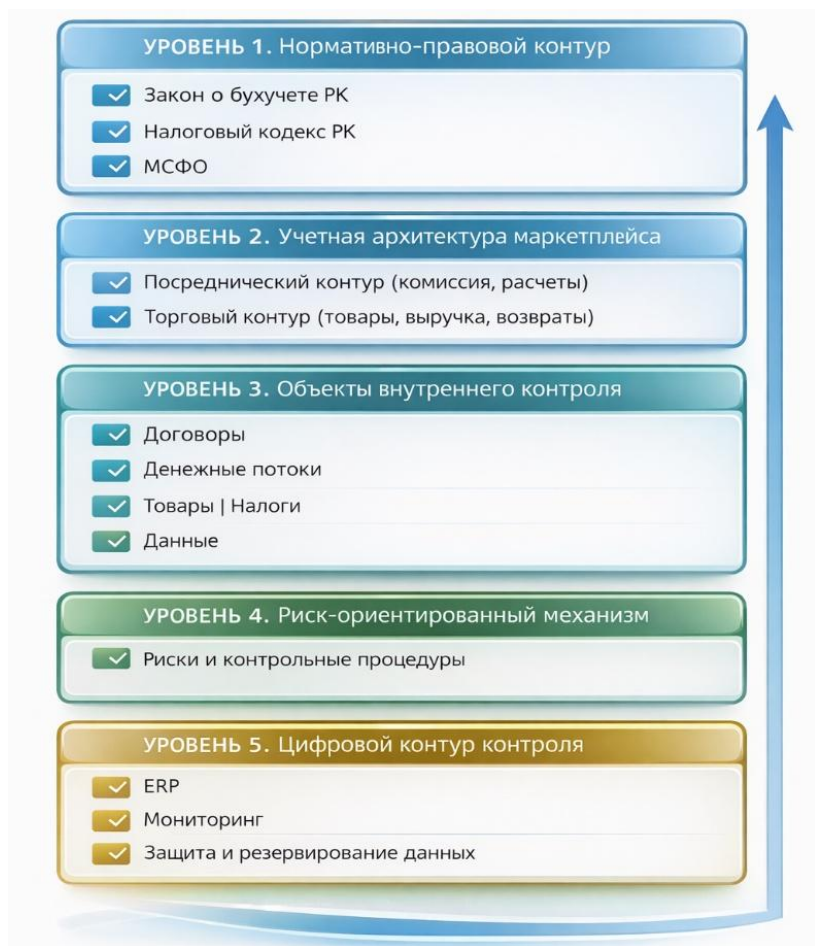 УРОВЕНЬ 1. Нормативно-правовой контур
Закон о бухучете РК
Налоговый кодекс РК
МСФО
УРОВЕНЬ 2. Учетная архитектура маркетплейса
Посреднический контур (комиссия, расчеты)
Торговый контур (товары, выручка, возвраты)
УРОВЕНЬ 3. Объекты внутреннего контроля
Договоры
Денежные потоки
Товары | Налоги
Данные
УРОВЕНЬ 4. Риск-ориентированный механизм
Риски и контрольные процедуры
УРОВЕНЬ 5. Цифровой контур контроля
ERP
Мониторинг
Защита и резервирование данных